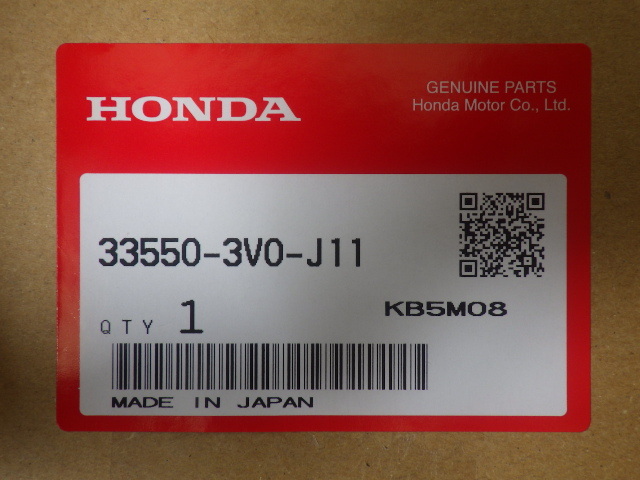 HONDA
GENUINE PARTS
Honda Motor Co., Ltd.
33550-3V0-J11
QTY 1
KB5M08
MADE IN JAPAN